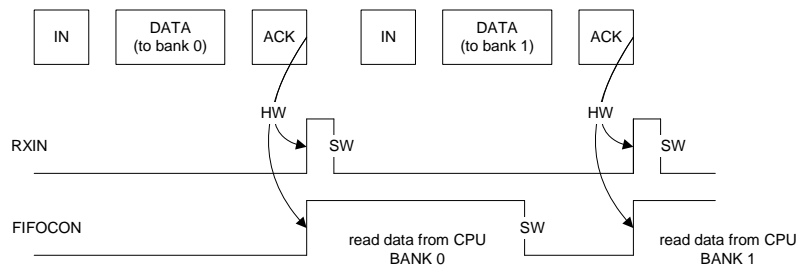 IN
DATA
(to bank 0)
ACK
IN
DATA
(to bank 1)
ACK
HW
HW
RXIN
SW
SW
FIFOCON
SW
read data from CPU
BANK 0
read data from CPU
BANK 1